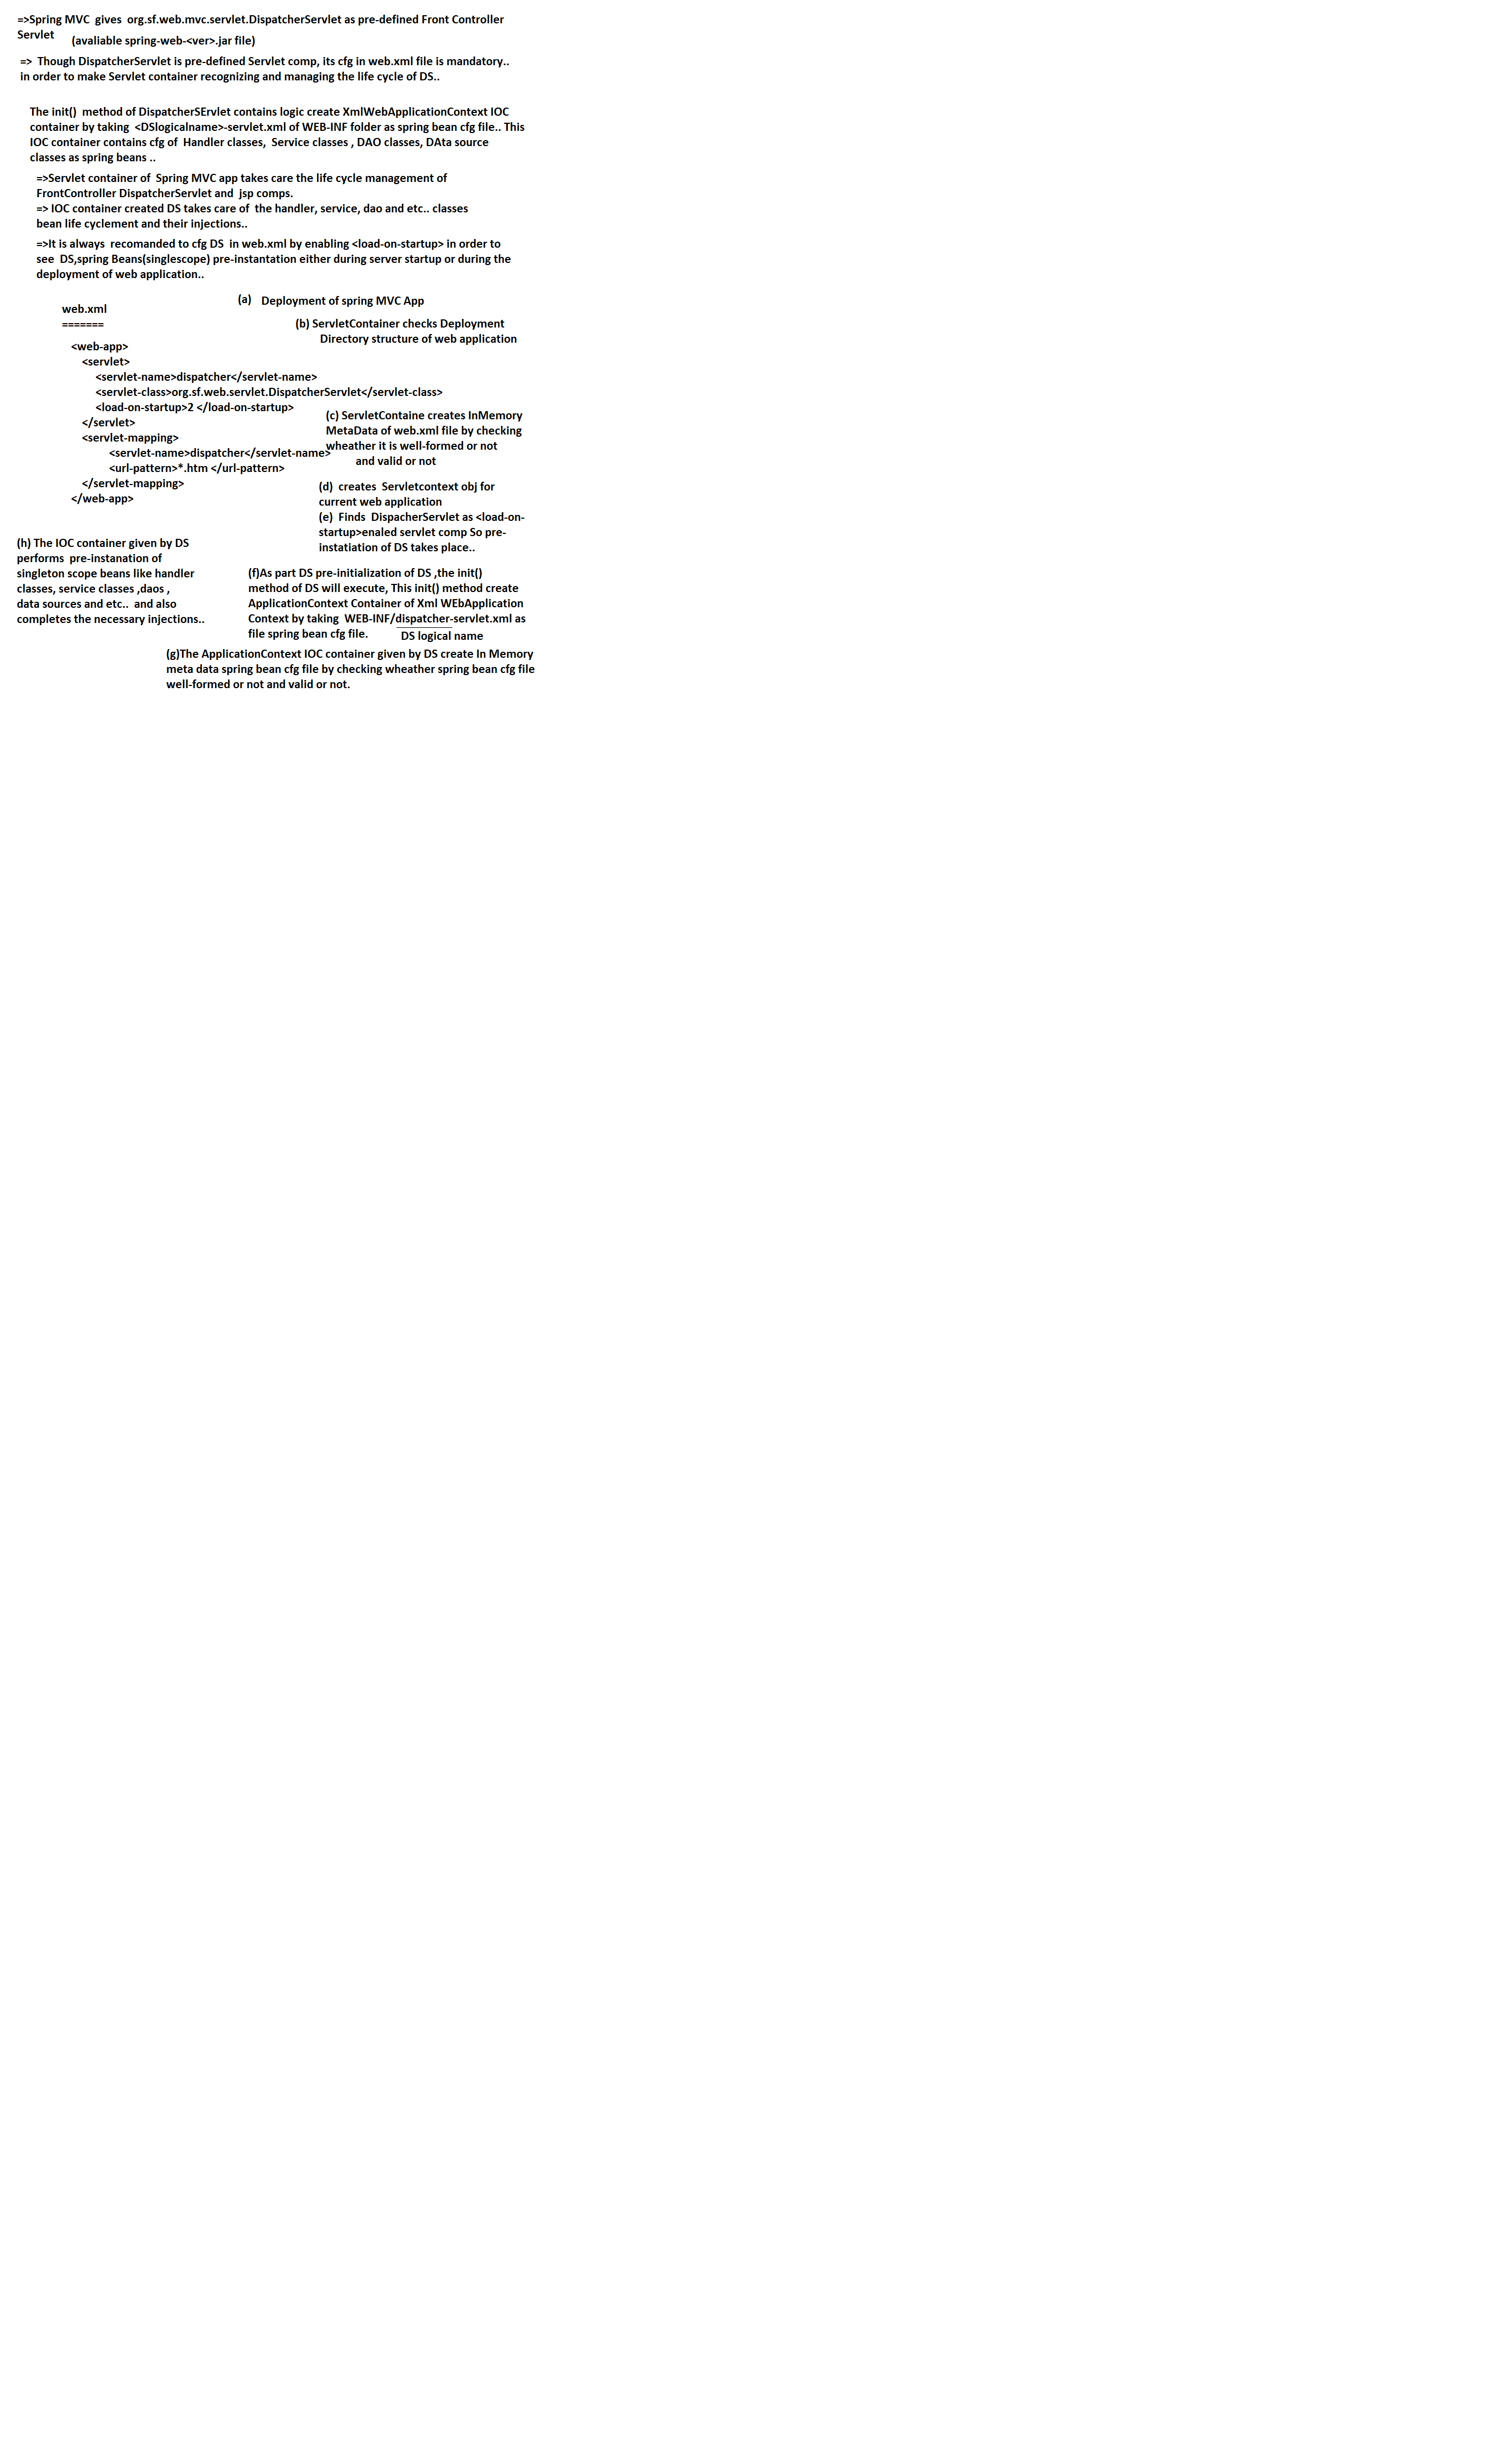 =>Spring MVC  gives  org.sf.web.mvc.servlet.DispatcherServlet as pre-defined Front Controller
Servlet
(avaliable spring-web-<ver>.jar file)
=>  Though DispatcherServlet is pre-defined Servlet comp, its cfg in web.xml file is mandatory..
in order to make Servlet container recognizing and managing the life cycle of DS..
The init()  method of DispatcherSErvlet contains logic create XmlWebApplicationContext IOC
container by taking  <DSlogicalname>-servlet.xml of WEB-INF folder as spring bean cfg file.. This
IOC container contains cfg of  Handler classes,  Service classes , DAO classes, DAta source
classes as spring beans ..
=>Servlet container of  Spring MVC app takes care the life cycle management of
FrontController DispatcherServlet and  jsp comps.
=> IOC container created DS takes care of  the handler, service, dao and etc.. classes
bean life cyclement and their injections..
=>It is always  recomanded to cfg DS  in web.xml by enabling <load-on-startup> in order to
see  DS,spring Beans(singlescope) pre-instantation either during server startup or during the
deployment of web application..
(a)   Deployment of spring MVC App
web.xml
=======
(b) ServletContainer checks Deployment
Directory structure of web application
<web-app>
<servlet>
<servlet-name>dispatcher</servlet-name>
<servlet-class>org.sf.web.servlet.DispatcherServlet</servlet-class>
<load-on-startup>2 </load-on-startup>
</servlet>
<servlet-mapping>
<servlet-name>dispatcher</servlet-name>
<url-pattern>*.htm </url-pattern>
</servlet-mapping>
</web-app>
(c) ServletContaine creates InMemory
MetaData of web.xml file by checking
wheather it is well-formed or not
and valid or not
(d)  creates  Servletcontext obj for
current web application
(e)  Finds  DispacherServlet as <load-on-
startup>enaled servlet comp So pre-
instatiation of DS takes place..
(f)As part DS pre-initialization of DS ,the init()
method of DS will execute, This init() method create
ApplicationContext Container of Xml WEbApplication
Context by taking  WEB-INF/dispatcher-servlet.xml as
file spring bean cfg file.
DS logical name
(g)The ApplicationContext IOC container given by DS create In Memory
meta data spring bean cfg file by checking wheather spring bean cfg file
well-formed or not and valid or not.
(h) The IOC container given by DS
performs  pre-instanation of
singleton scope beans like handler
classes, service classes ,daos ,
data sources and etc..  and also
completes the necessary injections..